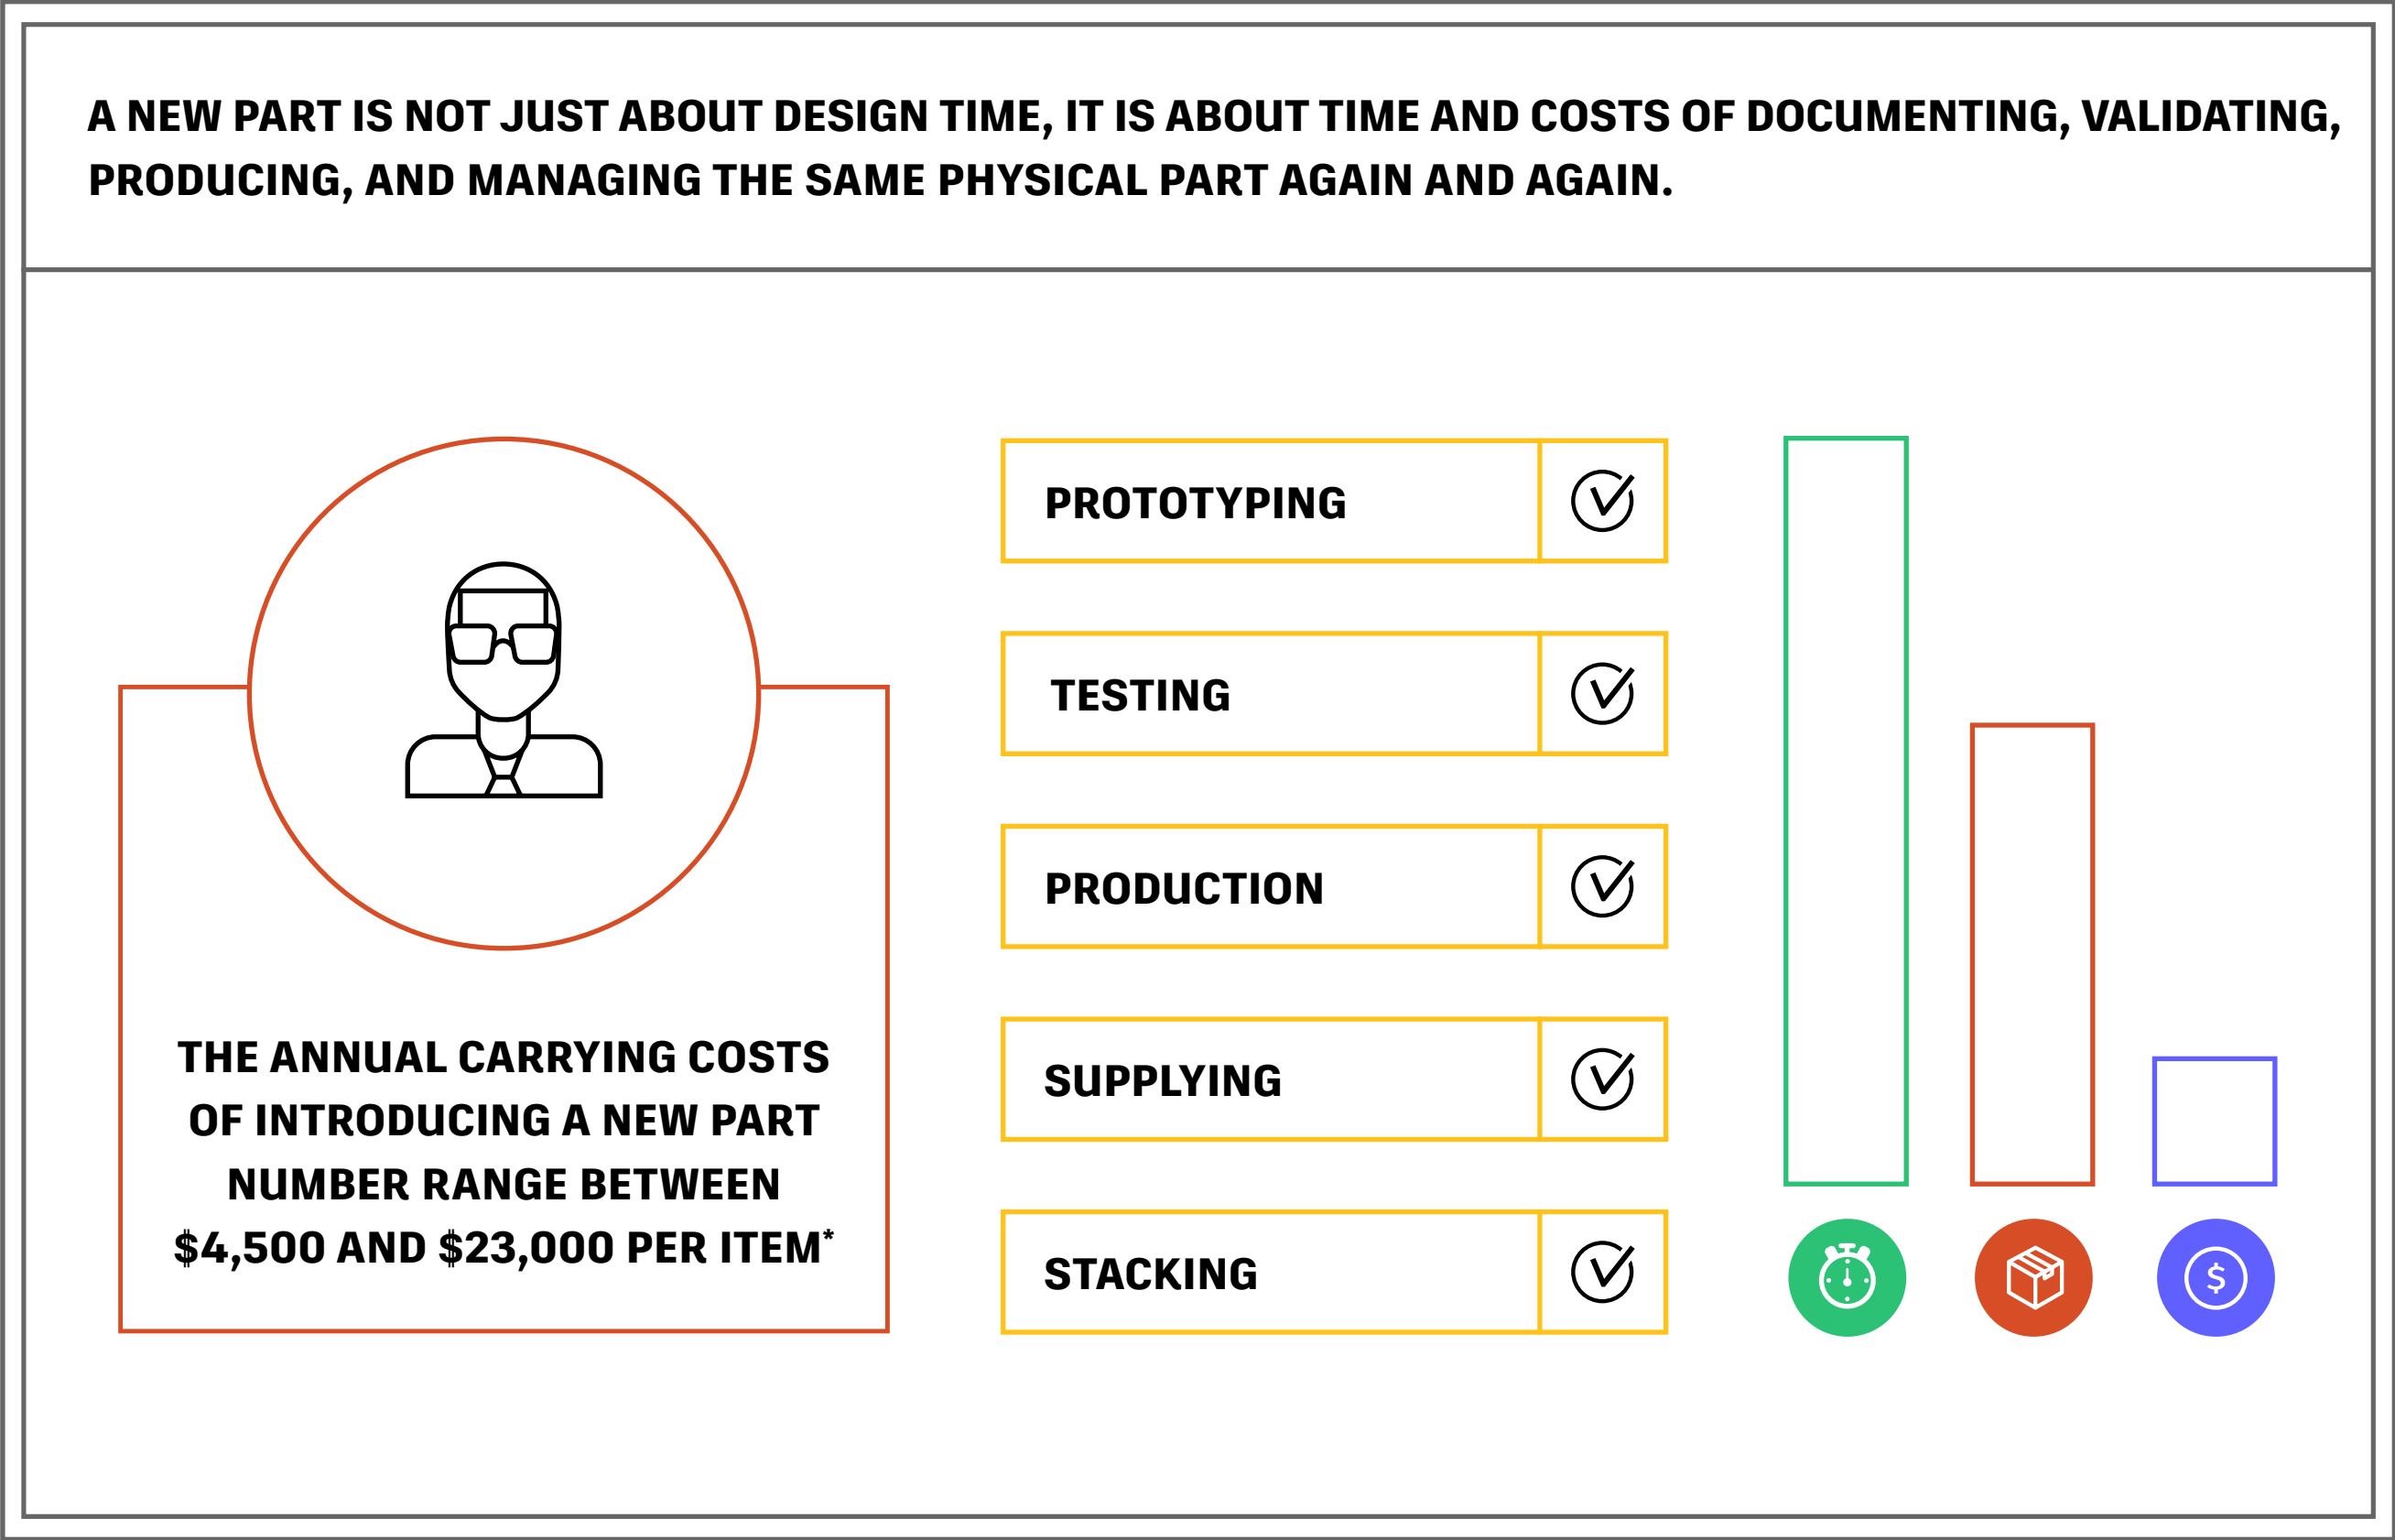 A NEW PART IS NOT JUST ABOUT DESIGN TIME, IT IS ABOUT TIME AND COSTS OF DOCUMENTING, VALIDATING,
PRODUCING, AND MANAGING THE SAME PHYSICAL PART AGAIN AND AGAIN.
THE ANNUAL CARRYING COSTS
OF INTRODUCING A NEW PART
NUMBER RANGE BETWEEN
$4,500 AND $23,000 PER ITEM*
PROTOTYPING
TESTING
PRODUCTION
SUPPLYING
STACKING
$